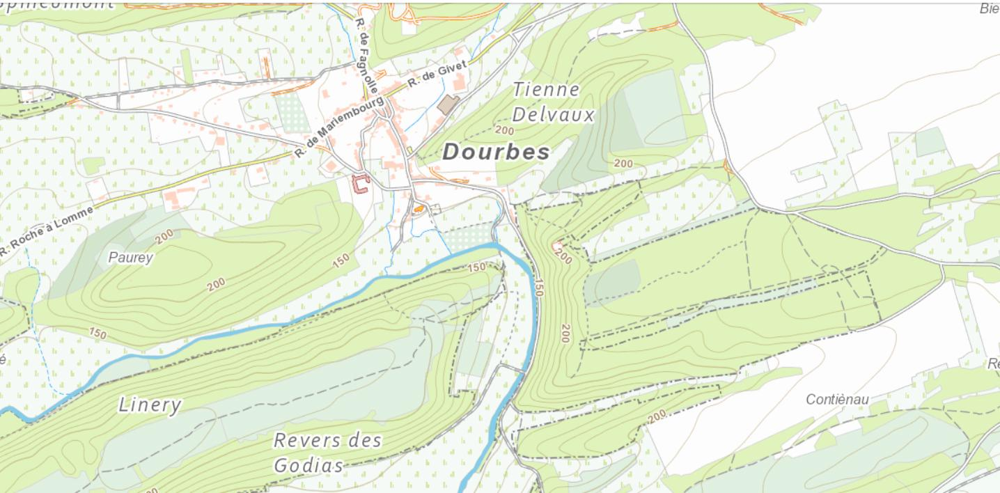 Bie
R. de Fagnolle
R. de Givet
Tienne
Delvaux
R. de Mariembourg
200
Dourbes
200
R. Roche à Lomme
200
Paurey
200
150
150
200
150
150
200
Linery
Contiènau
200
Revers des
Godias